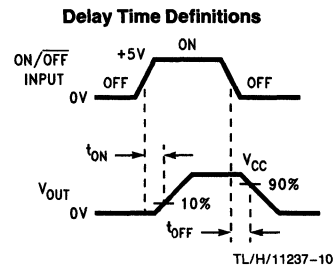 Delay Time Definitions
ON/OFF
INPUT
+5V
ON
OFF
OFF
0V
tON
VCC
VOUT
90%
10%
0V
tOFF
TL/H/11237–10